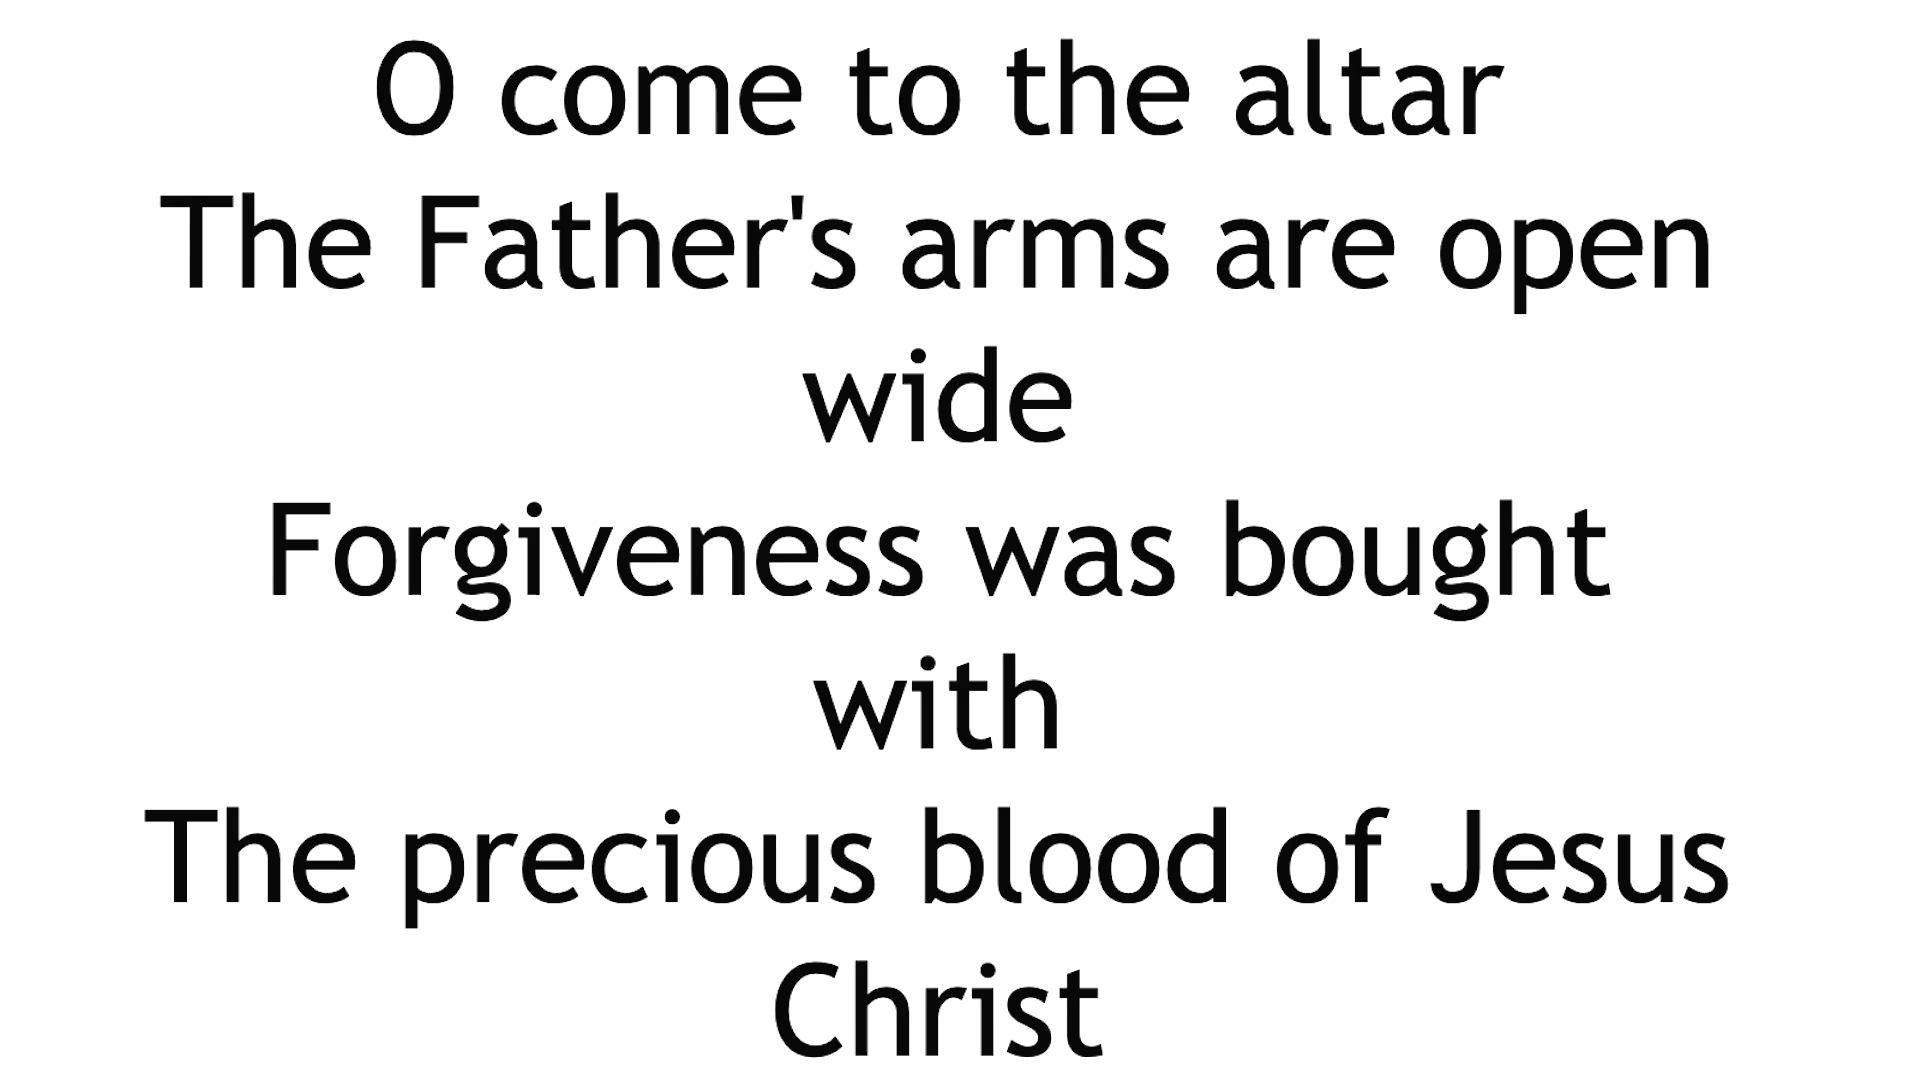 O come to the altar
The Father's arms are open
wide
Forgiveness was bought
with
The precious blood of Jesus
Christ